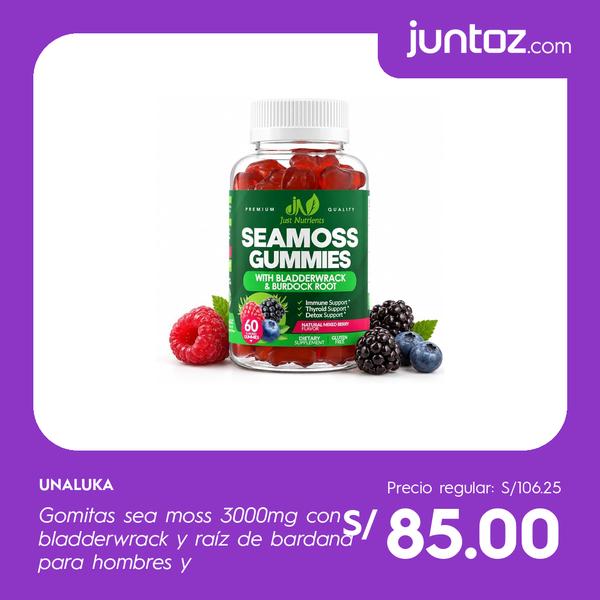 juntoz.com
PREMIUM QUALITY
JN
Just Nutrients
SEAMOSS
GUMMIES
WITH BLADDERWRACK
& BURDOCK ROOT
Immune Support*
Thyroid Support*
Detox Support*
60
GUMMIES
NATURAL MIXED BERRY
FLAVOR
DIETARY
SUPPLEMENT
GLUTEN
FREE
UNALUKA
Gomitas sea moss 3000mg con
bladderwrack y raíz de bardana
para hombres y
Precio regular: S/106.25
S/ 85.00